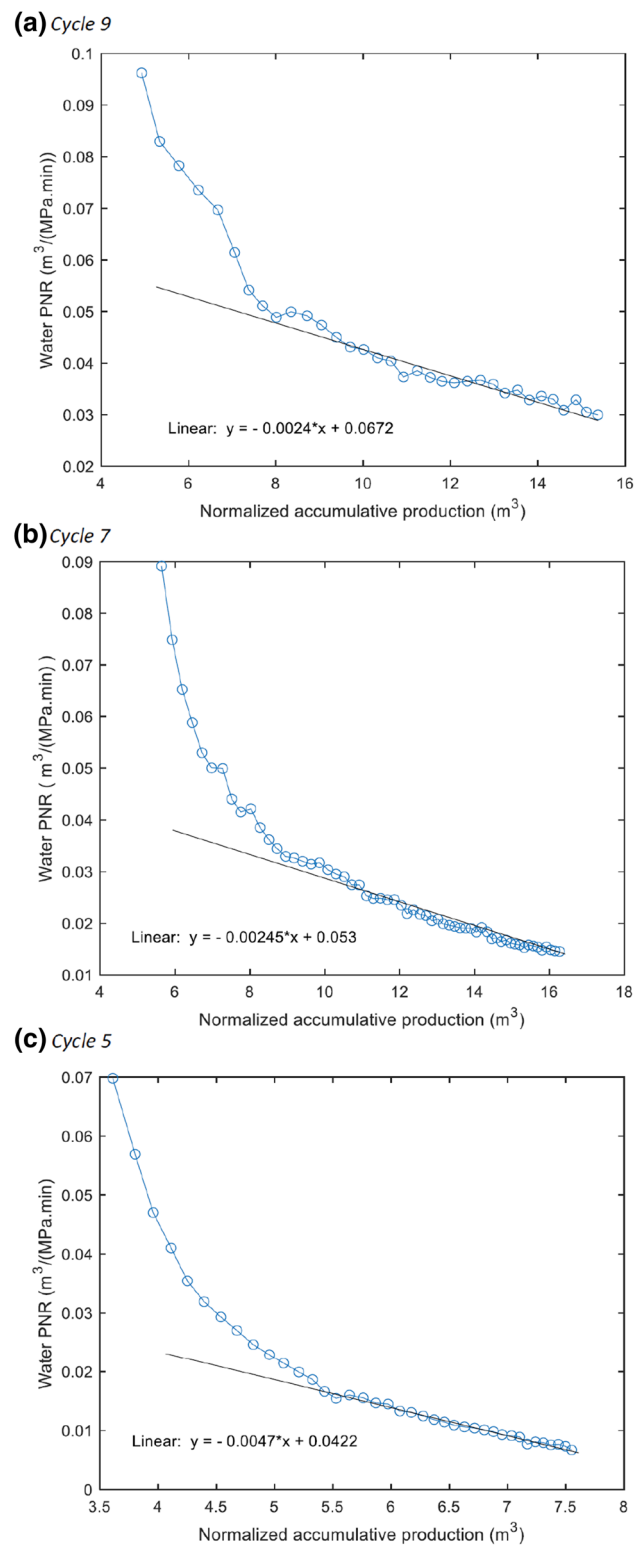 (a) Cycle 9
0.1
0.09
0.08
0.07
0.06
0.05
0.04
0.03
0.02
Water PNR (m³/(MPa.min))
Linear: y = - 0.0024*x + 0.0672
4 6 8 10 12 14 16
Normalized accumulative production (m³)
(b) Cycle 7
0.09
0.08
0.07
0.06
0.05
0.04
0.03
0.02
0.01
Water PNR ( m³/(MPa.min) )
Linear: y = - 0.00245*x + 0.053
4 6 8 10 12 14 16 18
Normalized accumulative production (m³)
(c) Cycle 5
0.07
0.06
0.05
0.04
0.03
0.02
0.01
0
Water PNR (m³/(MPa.min)
Linear: y = - 0.0047*x + 0.0422
3.5 4 4.5 5 5.5 6 6.5 7 7.5 8
Normalized accumulative production (m³)